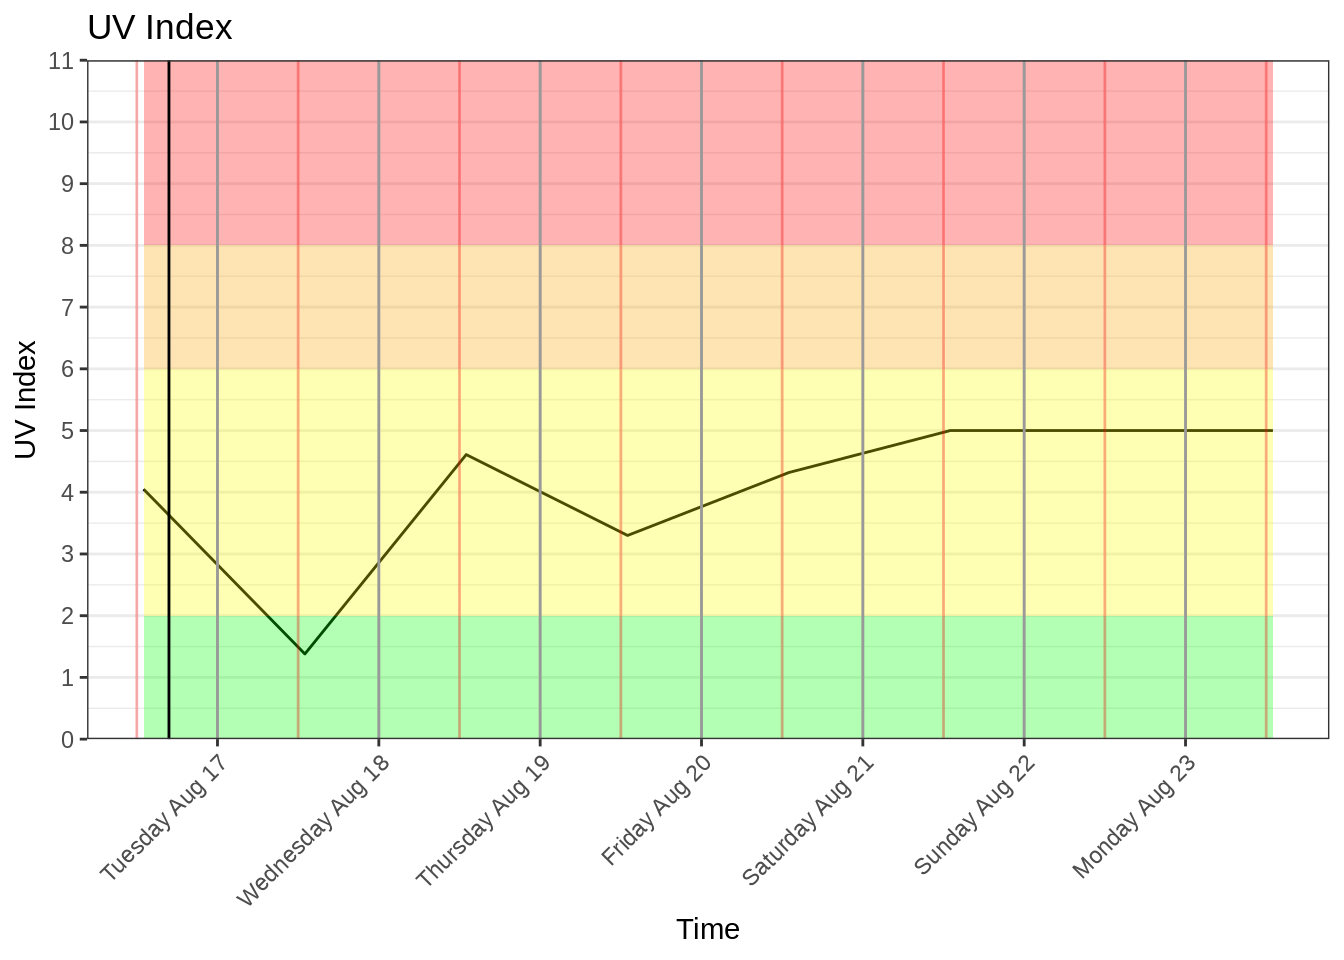 UV Index
11
10
9
8
7
6
5
4
3
2
1
0
UV Index
Tuesday Aug 17
Wednesday Aug 18
Thursday Aug 19
Friday Aug 20
Saturday Aug 21
Sunday Aug 22
Monday Aug 23
Time